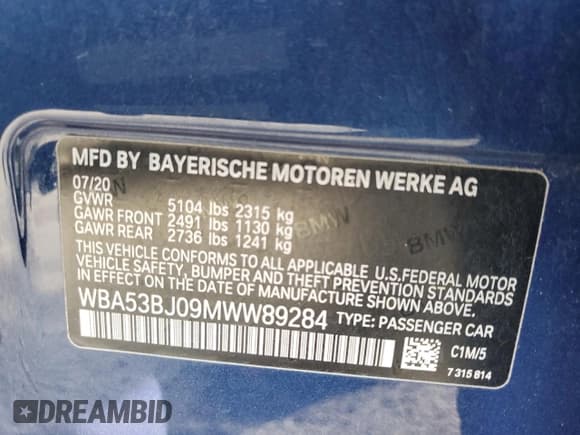 MFD BY BAYERISCHE MOTOREN WERKE AG
07/20
GVWR 5104 lbs 2315 kg
GAWR FRONT 2491 lbs 1130 kg
GAWR REAR 2736 lbs 1241 kg
THIS VEHICLE CONFORMS TO ALL APPLICABLE U.S. FEDERAL MOTOR
VEHICLE SAFETY, BUMPER AND THEFT PREVENTION STANDARDS
IN EFFECT ON THE DATE OF MANUFACTURE SHOWN ABOVE.
WBA53BJ09MWW89284 TYPE: PASSENGER CAR
C1M/5
7 315 814
BMW
BMW
DREAMBID